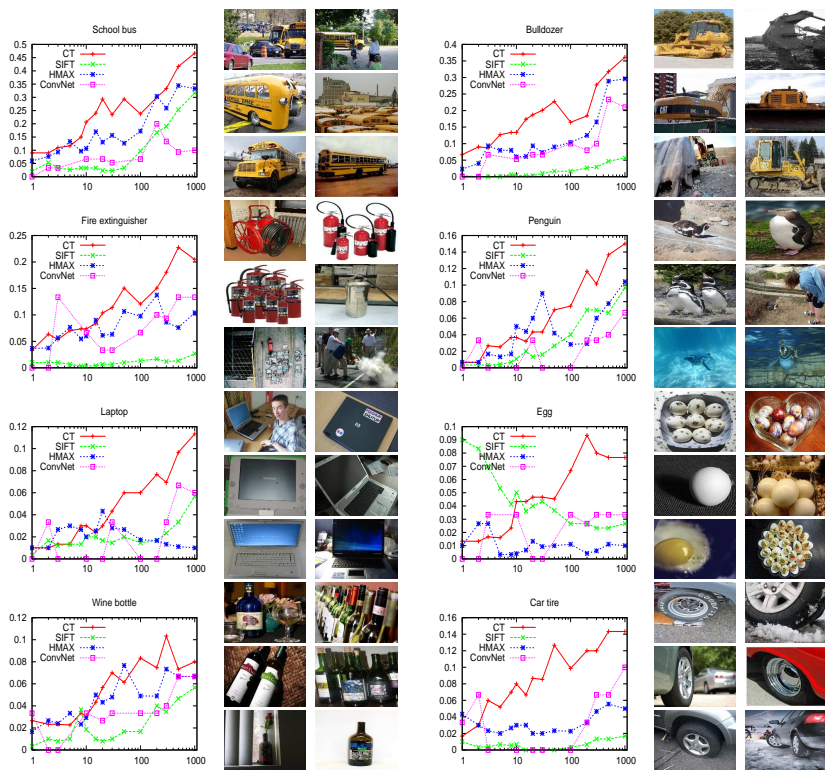 School bus
0.5
0.45
0.4
0.35
0.3
0.25
0.2
0.15
0.1
0.05
0
CT
SIFT
HMAX
ConvNet
1 10 100 1000
Bulldozer
0.4
0.35
0.3
0.25
0.2
0.15
0.1
0.05
0
CT
SIFT
HMAX
ConvNet
1 10 100 1000
Fire extinguisher
0.25
0.2
0.15
0.1
0.05
0
CT
SIFT
HMAX
ConvNet
1 10 100 1000
Penguin
0.16
0.14
0.12
0.1
0.08
0.06
0.04
0.02
0
CT
SIFT
HMAX
ConvNet
1 10 100 1000
Laptop
0.12
0.1
0.08
0.06
0.04
0.02
0
CT
SIFT
HMAX
ConvNet
1 10 100 1000
Egg
0.1
0.09
0.08
0.07
0.06
0.05
0.04
0.03
0.02
0.01
0
CT
SIFT
HMAX
ConvNet
1 10 100 1000
Wine bottle
0.12
0.1
0.08
0.06
0.04
0.02
0
CT
SIFT
HMAX
ConvNet
1 10 100 1000
Car tire
0.16
0.14
0.12
0.1
0.08
0.06
0.04
0.02
0
CT
SIFT
HMAX
ConvNet
1 10 100 1000